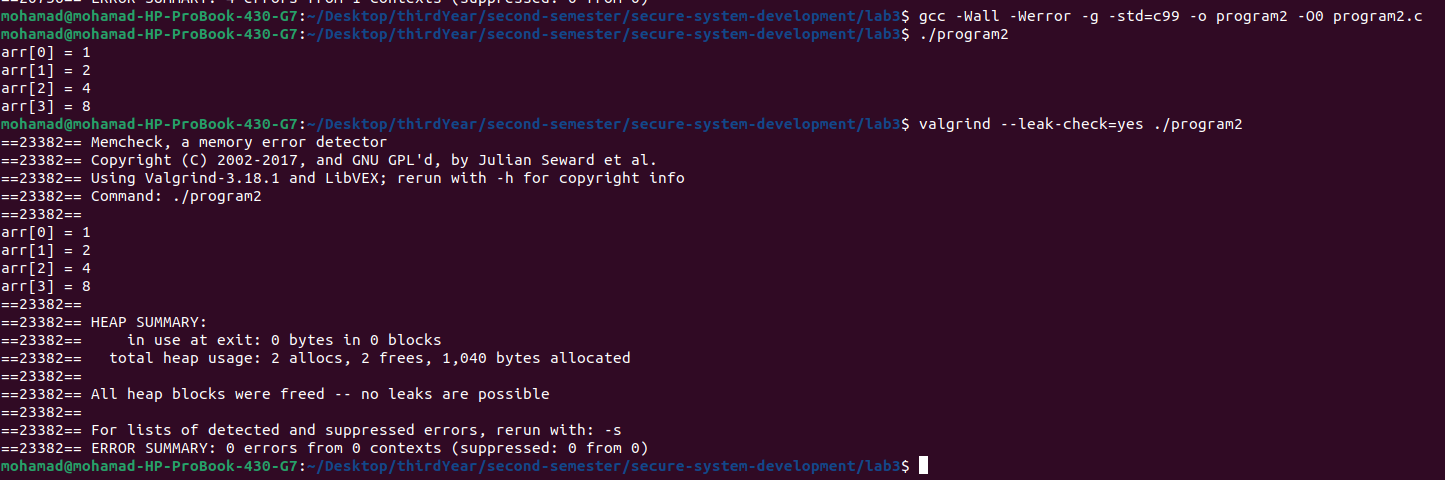 ==20750== ERROR SUMMARY: 4 errors from 1 contexts (suppressed: 0 from 0)
mohamad@mohamad-HP-ProBook-430-G7:~/Desktop/thirdYear/second-semester/secure-system-development/lab3$ gcc -Wall -Werror -g -std=c99 -o program2 -O0 program2.c
mohamad@mohamad-HP-ProBook-430-G7:~/Desktop/thirdYear/second-semester/secure-system-development/lab3$ ./program2
arr[0] = 1
arr[1] = 2
arr[2] = 4
arr[3] = 8
mohamad@mohamad-HP-ProBook-430-G7:~/Desktop/thirdYear/second-semester/secure-system-development/lab3$ valgrind --leak-check=yes ./program2
==23382== Memcheck, a memory error detector
==23382== Copyright (C) 2002-2017, and GNU GPL'd, by Julian Seward et al.
==23382== Using Valgrind-3.18.1 and LibVEX; rerun with -h for copyright info
==23382== Command: ./program2
==23382==
arr[0] = 1
arr[1] = 2
arr[2] = 4
arr[3] = 8
==23382==
==23382== HEAP SUMMARY:
==23382==     in use at exit: 0 bytes in 0 blocks
==23382==   total heap usage: 2 allocs, 2 frees, 1,040 bytes allocated
==23382==
==23382== All heap blocks were freed -- no leaks are possible
==23382==
==23382== For lists of detected and suppressed errors, rerun with: -s
==23382== ERROR SUMMARY: 0 errors from 0 contexts (suppressed: 0 from 0)
mohamad@mohamad-HP-ProBook-430-G7:~/Desktop/thirdYear/second-semester/secure-system-development/lab3$